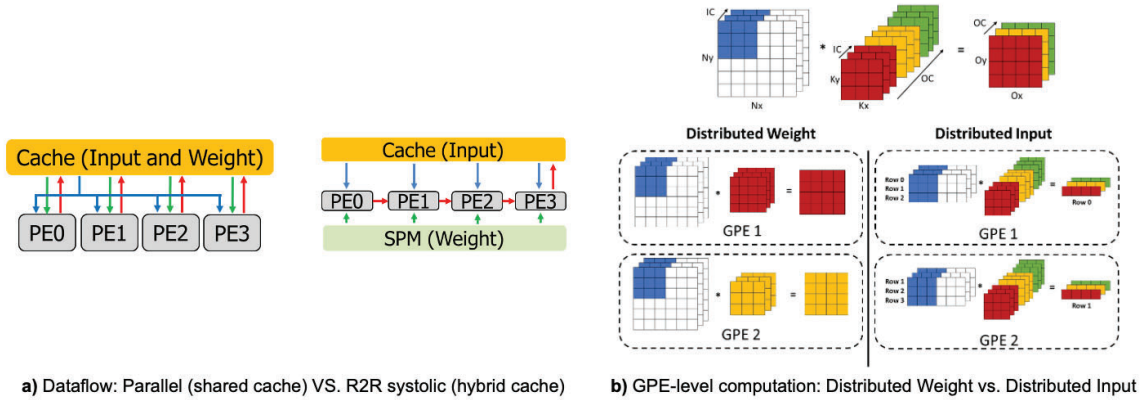 Cache (Input and Weight)
PE0 PE1 PE2 PE3
Cache (Input)
PE0 PE1 PE2 PE3
SPM (Weight)
a) Dataflow: Parallel (shared cache) VS. R2R systolic (hybrid cache)
IC
Ny
Nx
*
IC
Ky
Kx
OC
=
OC
Oy
Ox
Distributed Weight
* =
GPE 1
* =
GPE 2
Distributed Input
Row 0
Row 1
Row 2
* =
Row 0
GPE 1
Row 1
Row 2
Row 3
* =
Row 1
GPE 2
b) GPE-level computation: Distributed Weight vs. Distributed Input